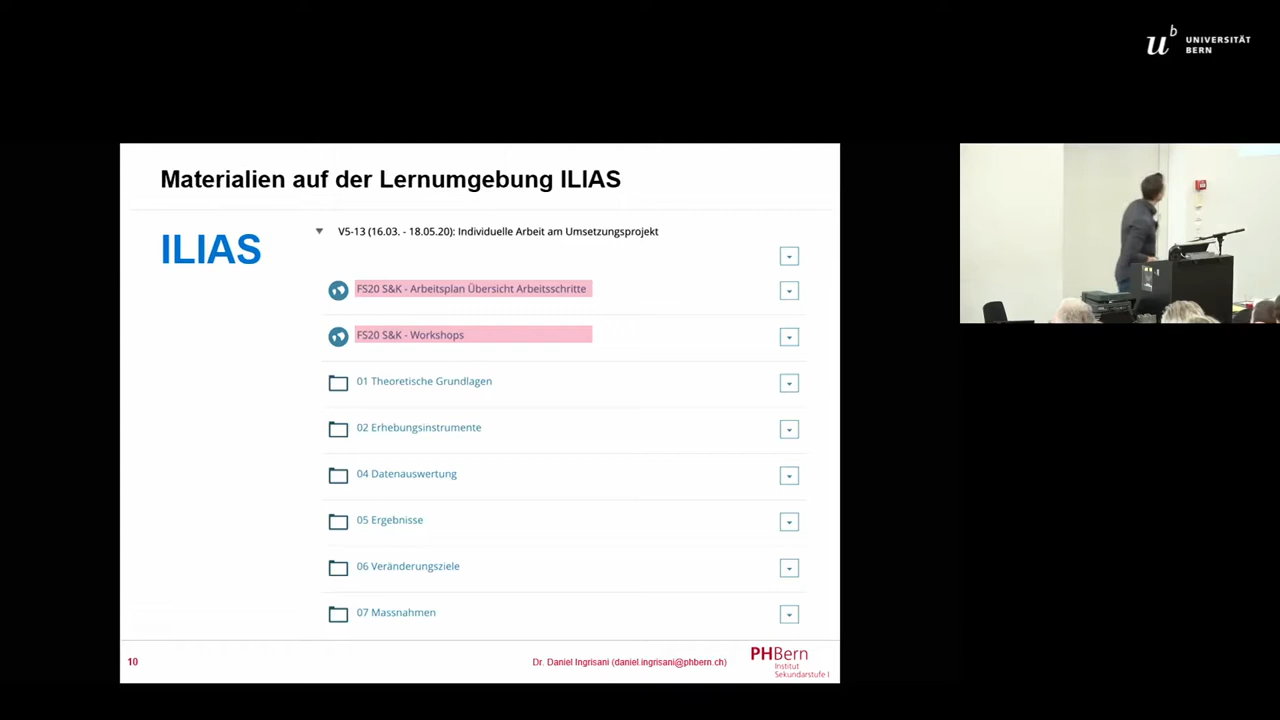 u^b
UNIVERSITÄT
BERN
Materialien auf der Lernumgebung ILIAS
ILIAS
V5-13 (16.03. - 18.05.20): Individuelle Arbeit am Umsetzungsprojekt
FS20 S&K - Arbeitsplan Übersicht Arbeitsschritte
FS20 S&K - Workshops
01 Theoretische Grundlagen
02 Erhebungsinstrumente
04 Datenauswertung
05 Ergebnisse
06 Veränderungsziele
07 Massnahmen
10
Dr. Daniel Ingrisani (daniel.ingrisani@phbern.ch)
PHBern
Institut
Sekundarstufe I